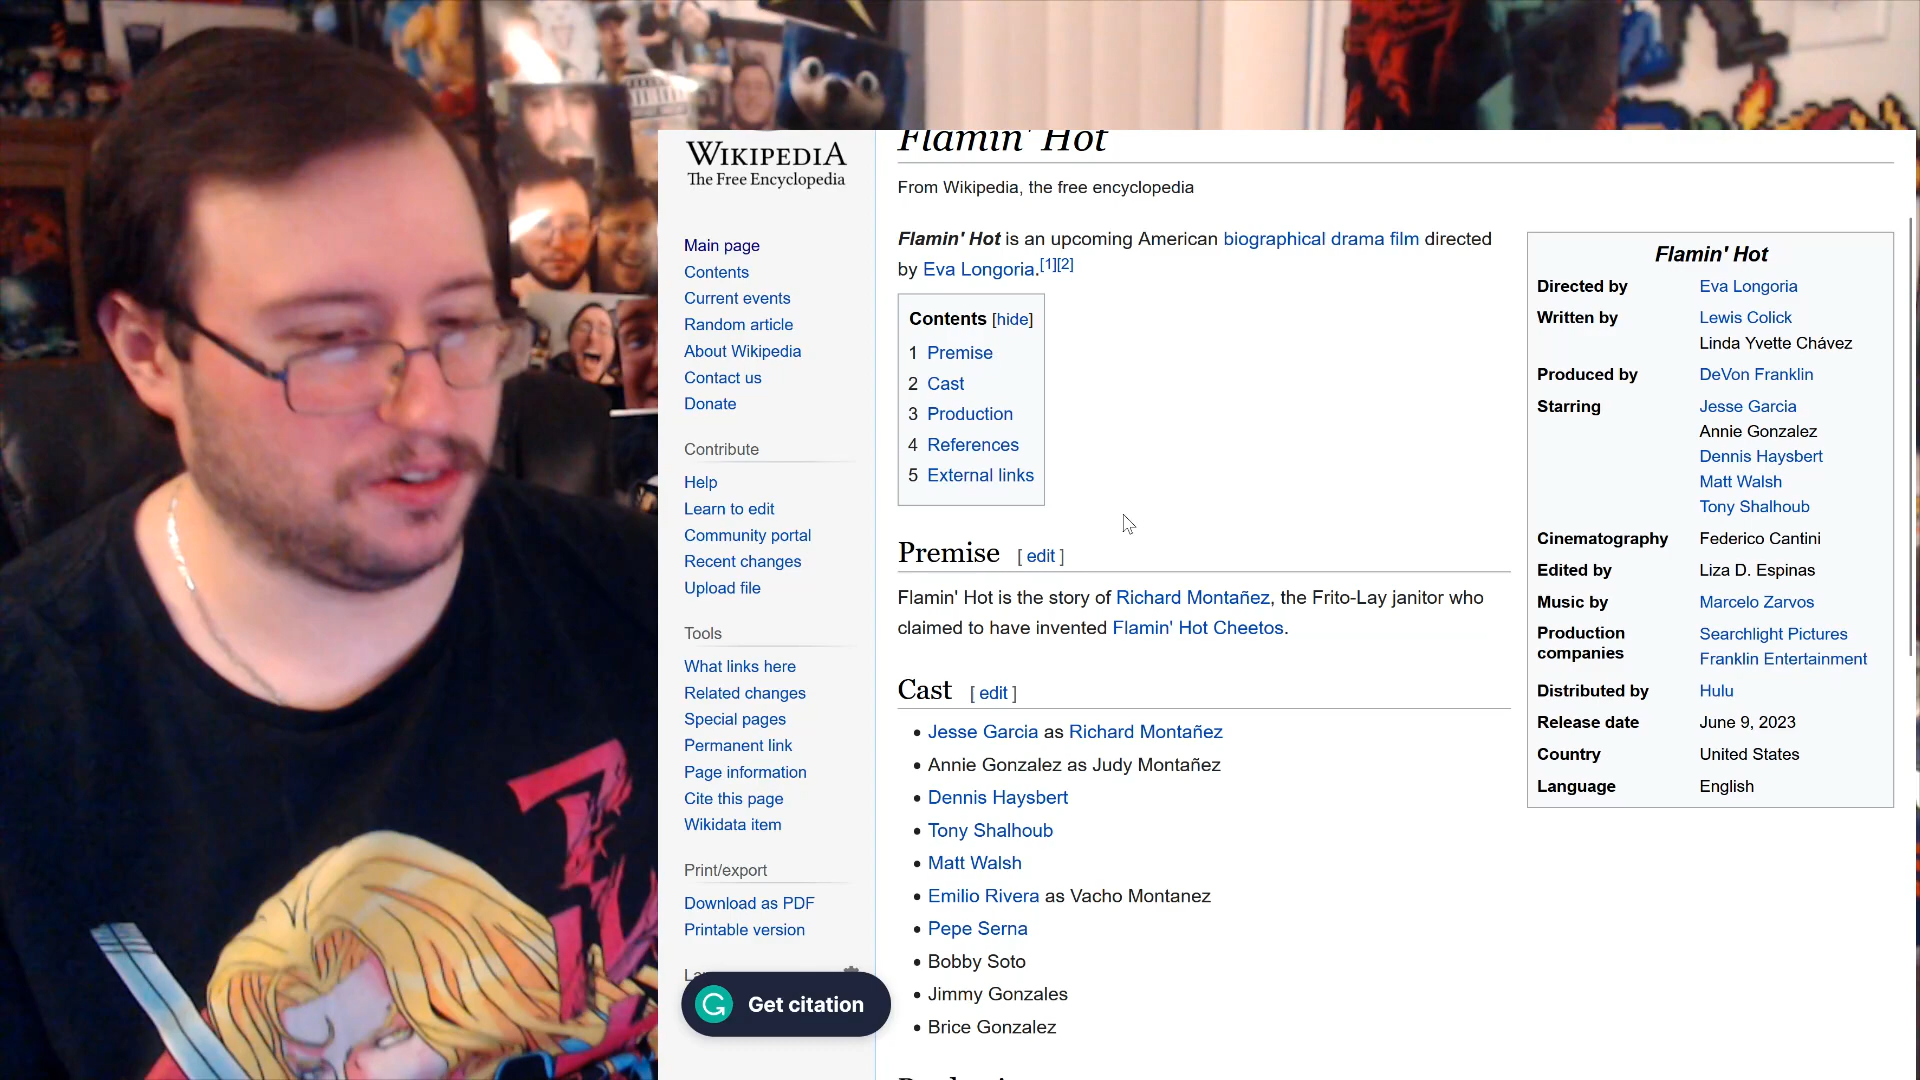 WIKIPEDIA
The Free Encyclopedia
Main page
Contents
Current events
Random article
About Wikipedia
Contact us
Donate
Contribute
Help
Learn to edit
Community portal
Recent changes
Upload file
Tools
What links here
Related changes
Special pages
Permanent link
Page information
Cite this page
Wikidata item
Print/export
Download as PDF
Printable version
Get citation
Flamin' Hot
From Wikipedia, the free encyclopedia
Flamin' Hot is an upcoming American biographical drama film directed
by Eva Longoria.[1][2]
Contents [hide]
1 Premise
2 Cast
3 Production
4 References
5 External links
Premise [ edit ]
Flamin' Hot is the story of Richard Montañez, the Frito-Lay janitor who
claimed to have invented Flamin' Hot Cheetos.
Cast [ edit ]
• Jesse Garcia as Richard Montañez
• Annie Gonzalez as Judy Montañez
• Dennis Haysbert
• Tony Shalhoub
• Matt Walsh
• Emilio Rivera as Vacho Montanez
• Pepe Serna
• Bobby Soto
• Jimmy Gonzales
• Brice Gonzalez
Flamin' Hot
Directed by Eva Longoria
Written by Lewis Colick
Linda Yvette Chávez
Produced by DeVon Franklin
Starring Jesse Garcia
Annie Gonzalez
Dennis Haysbert
Matt Walsh
Tony Shalhoub
Cinematography Federico Cantini
Edited by Liza D. Espinas
Music by Marcelo Zarvos
Production companies Searchlight Pictures
Franklin Entertainment
Distributed by Hulu
Release date June 9, 2023
Country United States
Language English